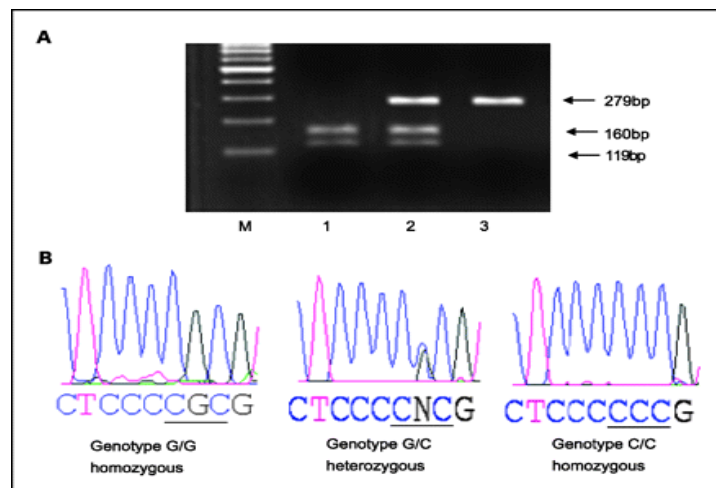 A
279bp
160bp
119bp
M 1 2 3
B
CTCCCCGCG CTCCCCNCG CTCCCCCCG
Genotype G/G Genotype G/C Genotype C/C
homozygous heterozygous homozygous